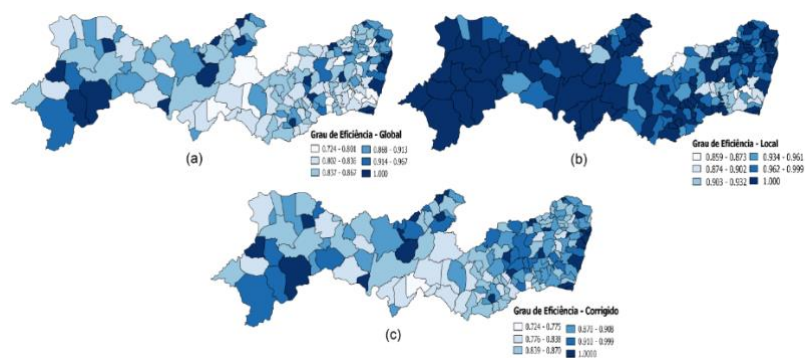 Grau de Eficiência - Global
0.724 - 0.801 0.868 - 0.913
0.802 - 0.836 0.914 - 0.967
0.837 - 0.867 1.000
(a)
Grau de Eficiência - Local
0.859 - 0.873 0.934 - 0.961
0.874 - 0.902 0.962 - 0.999
0.903 - 0.932 1.000
(b)
Grau de Eficiência - Corrigido
0.724 - 0.775 0.871 - 0.908
0.776 - 0.838 0.910 - 0.999
0.839 - 0.870 1.0000
(c)